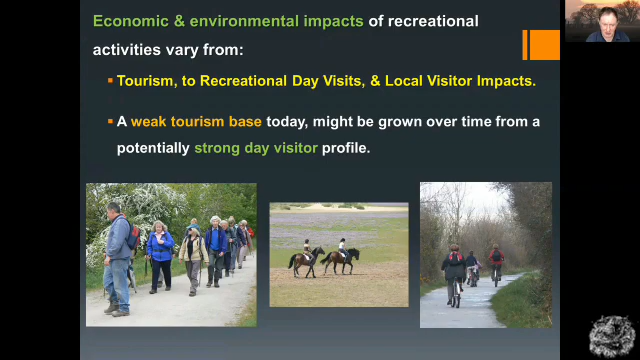 Economic & environmental impacts of recreational
activities vary from:
Tourism, to Recreational Day Visits, & Local Visitor Impacts.
A weak tourism base today, might be grown over time from a
potentially strong day visitor profile.